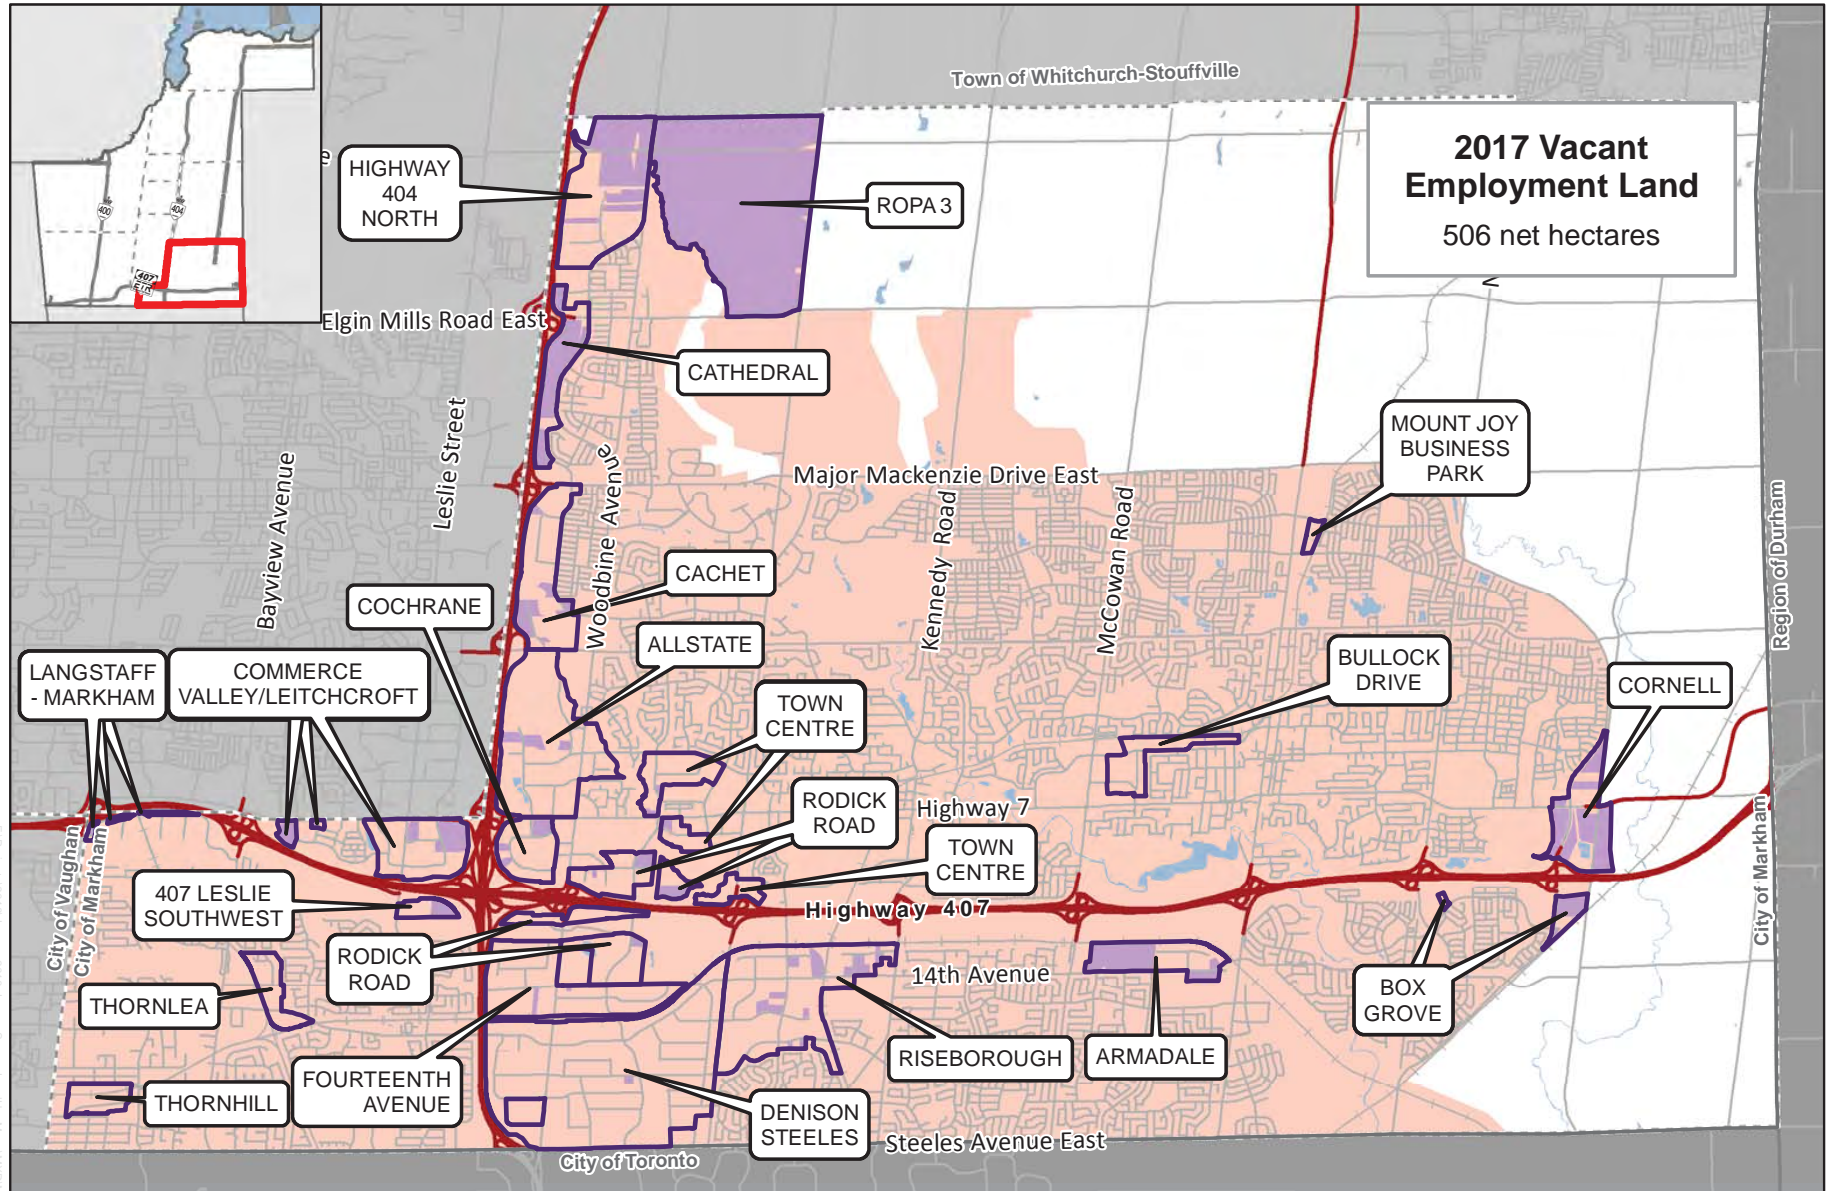 Town of Whitchurch-Stouffville
2017 Vacant
Employment Land
506 net hectares
HIGHWAY
404
NORTH
ROPA 3
400
404
407
ETR
Elgin Mills Road East
CATHEDRAL
Leslie Street
Bayview Avenue
Woodbine Avenue
Major Mackenzie Drive East
Kennedy Road
McCowan Road
MOUNT JOY
BUSINESS
PARK
Region of Durham
CACHET
COCHRANE
ALLSTATE
LANGSTAFF
- MARKHAM
COMMERCE
VALLEY/LEITCHCROFT
TOWN
CENTRE
BULLOCK
DRIVE
CORNELL
RODICK
ROAD
Highway 7
TOWN
CENTRE
City of Vaughan
City of Markham
407 LESLIE
SOUTHWEST
Highway 407
City of Markham
RODICK
ROAD
14th Avenue
THORNLEA
BOX
GROVE
RISEBOROUGH
ARMADALE
FOURTEENTH
AVENUE
THORNHILL
DENISON
STEELES
Steeles Avenue East
City of Toronto